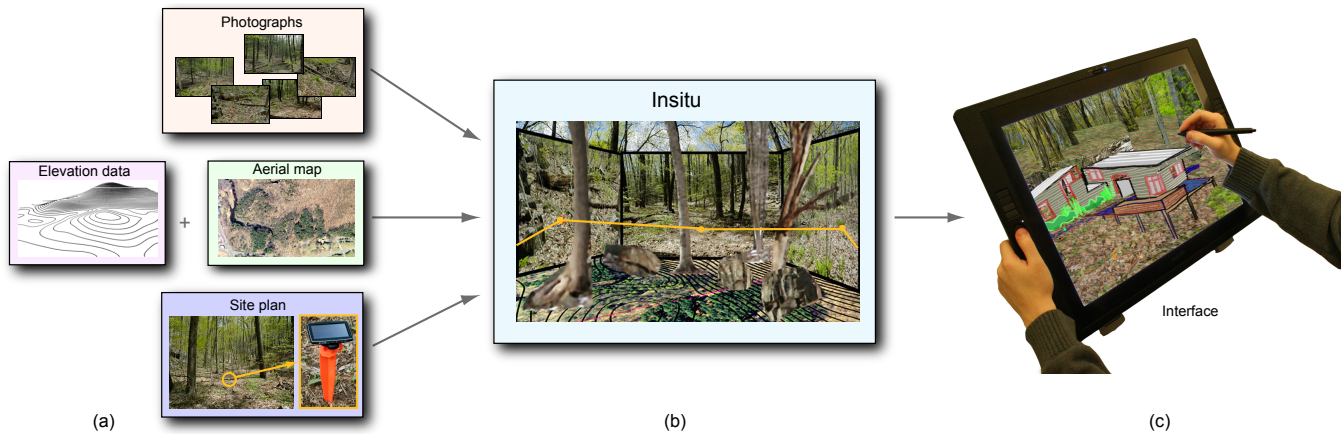 Photographs
Elevation data
+
Aerial map
Site plan
Insitu
Interface
(a)
(b)
(c)